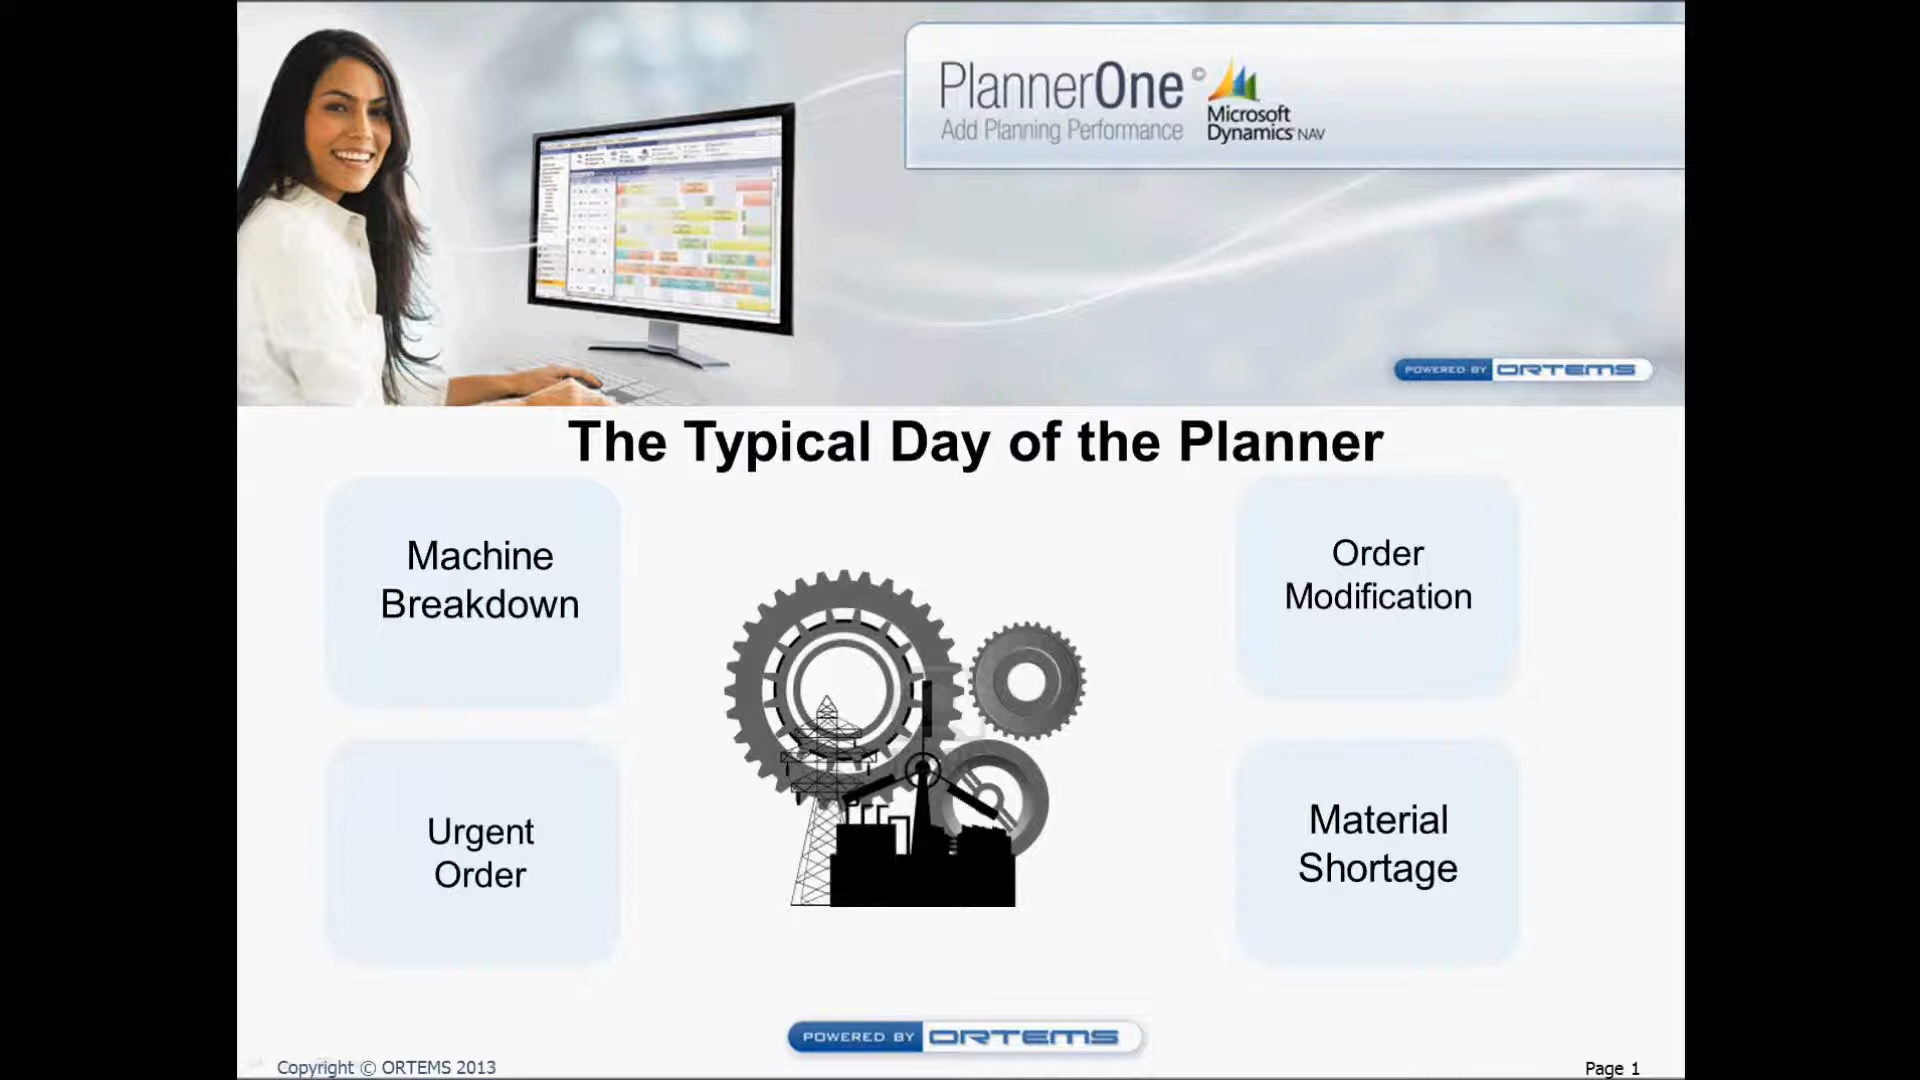 PlannerOne ©
Add Planning Performance
Microsoft
Dynamics NAV
POWERED BY ORTEMS
The Typical Day of the Planner
Machine
Breakdown
Order
Modification
Urgent
Order
Material
Shortage
POWERED BY ORTEMS
Copyright © ORTEMS 2013
Page 1